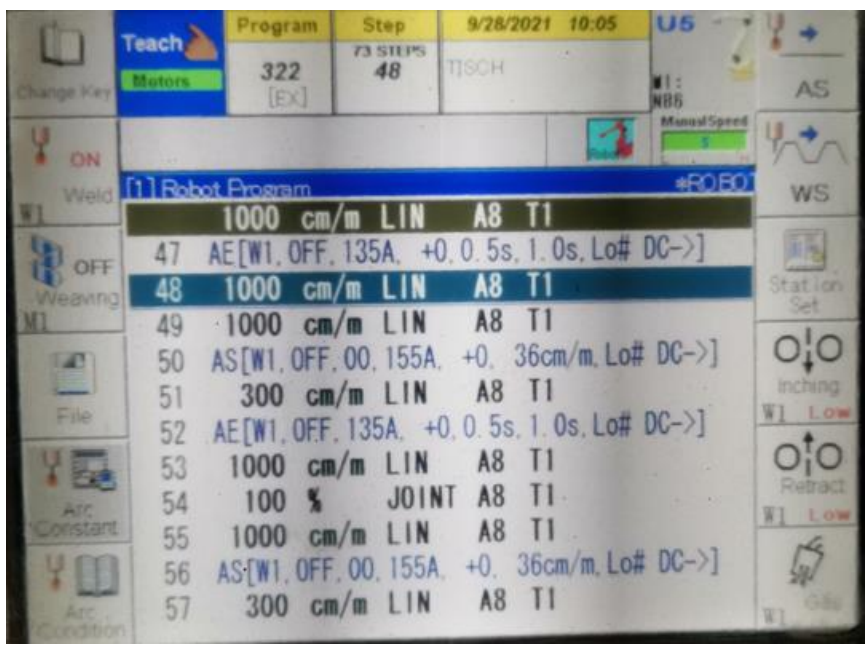 Teach
Motors
Program
322
[EX]
Step
73 STEPS
48
9/28/2021 10:05
TISCH
U5
W1:
NB6
Manual Speed
5
Change Key
ON
Weld
W1
OFF
Weaving
M1
File
Arc
Constant
Arc
Condition
[1] Robot Program
*ROBOT
1000 cm/m LIN A8 T1
47 AE[W1,OFF,135A, +0,0.5s,1.0s,Lo# DC->]
48 1000 cm/m LIN A8 T1
49 1000 cm/m LIN A8 T1
50 AS[W1,OFF,00,155A, +0, 36cm/m,Lo# DC->]
51 300 cm/m LIN A8 T1
52 AE[W1,OFF,135A, +0,0.5s,1.0s,Lo# DC->]
53 1000 cm/m LIN A8 T1
54 100 % JOINT A8 T1
55 1000 cm/m LIN A8 T1
56 AS[W1,OFF,00,155A, +0, 36cm/m,Lo# DC->]
57 300 cm/m LIN A8 T1
AS
WS
Station
Set
Inching
W1 Low
Retract
W1 Low
Gas
W1